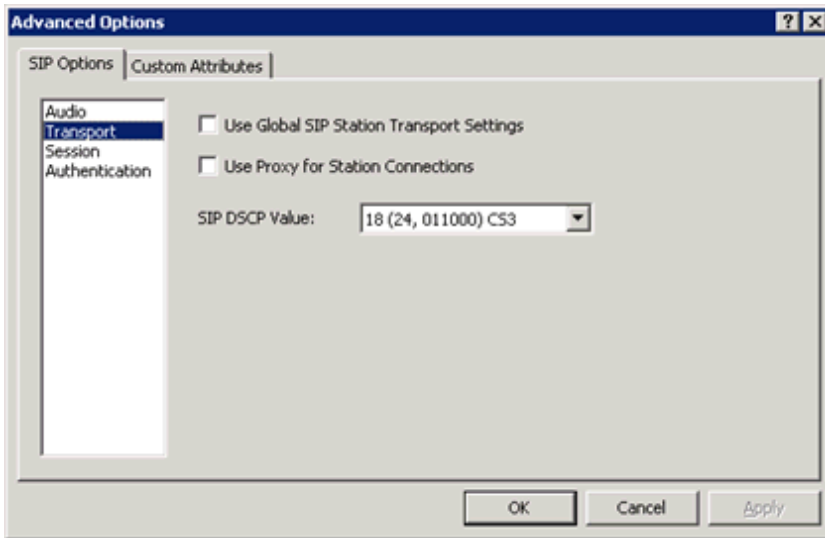 Advanced Options
SIP Options
Custom Attributes
Audio
Transport
Session
Authentication
Use Global SIP Station Transport Settings
Use Proxy for Station Connections
SIP DSCP Value: 18 (24, 011000) CS3
OK
Cancel
Apply